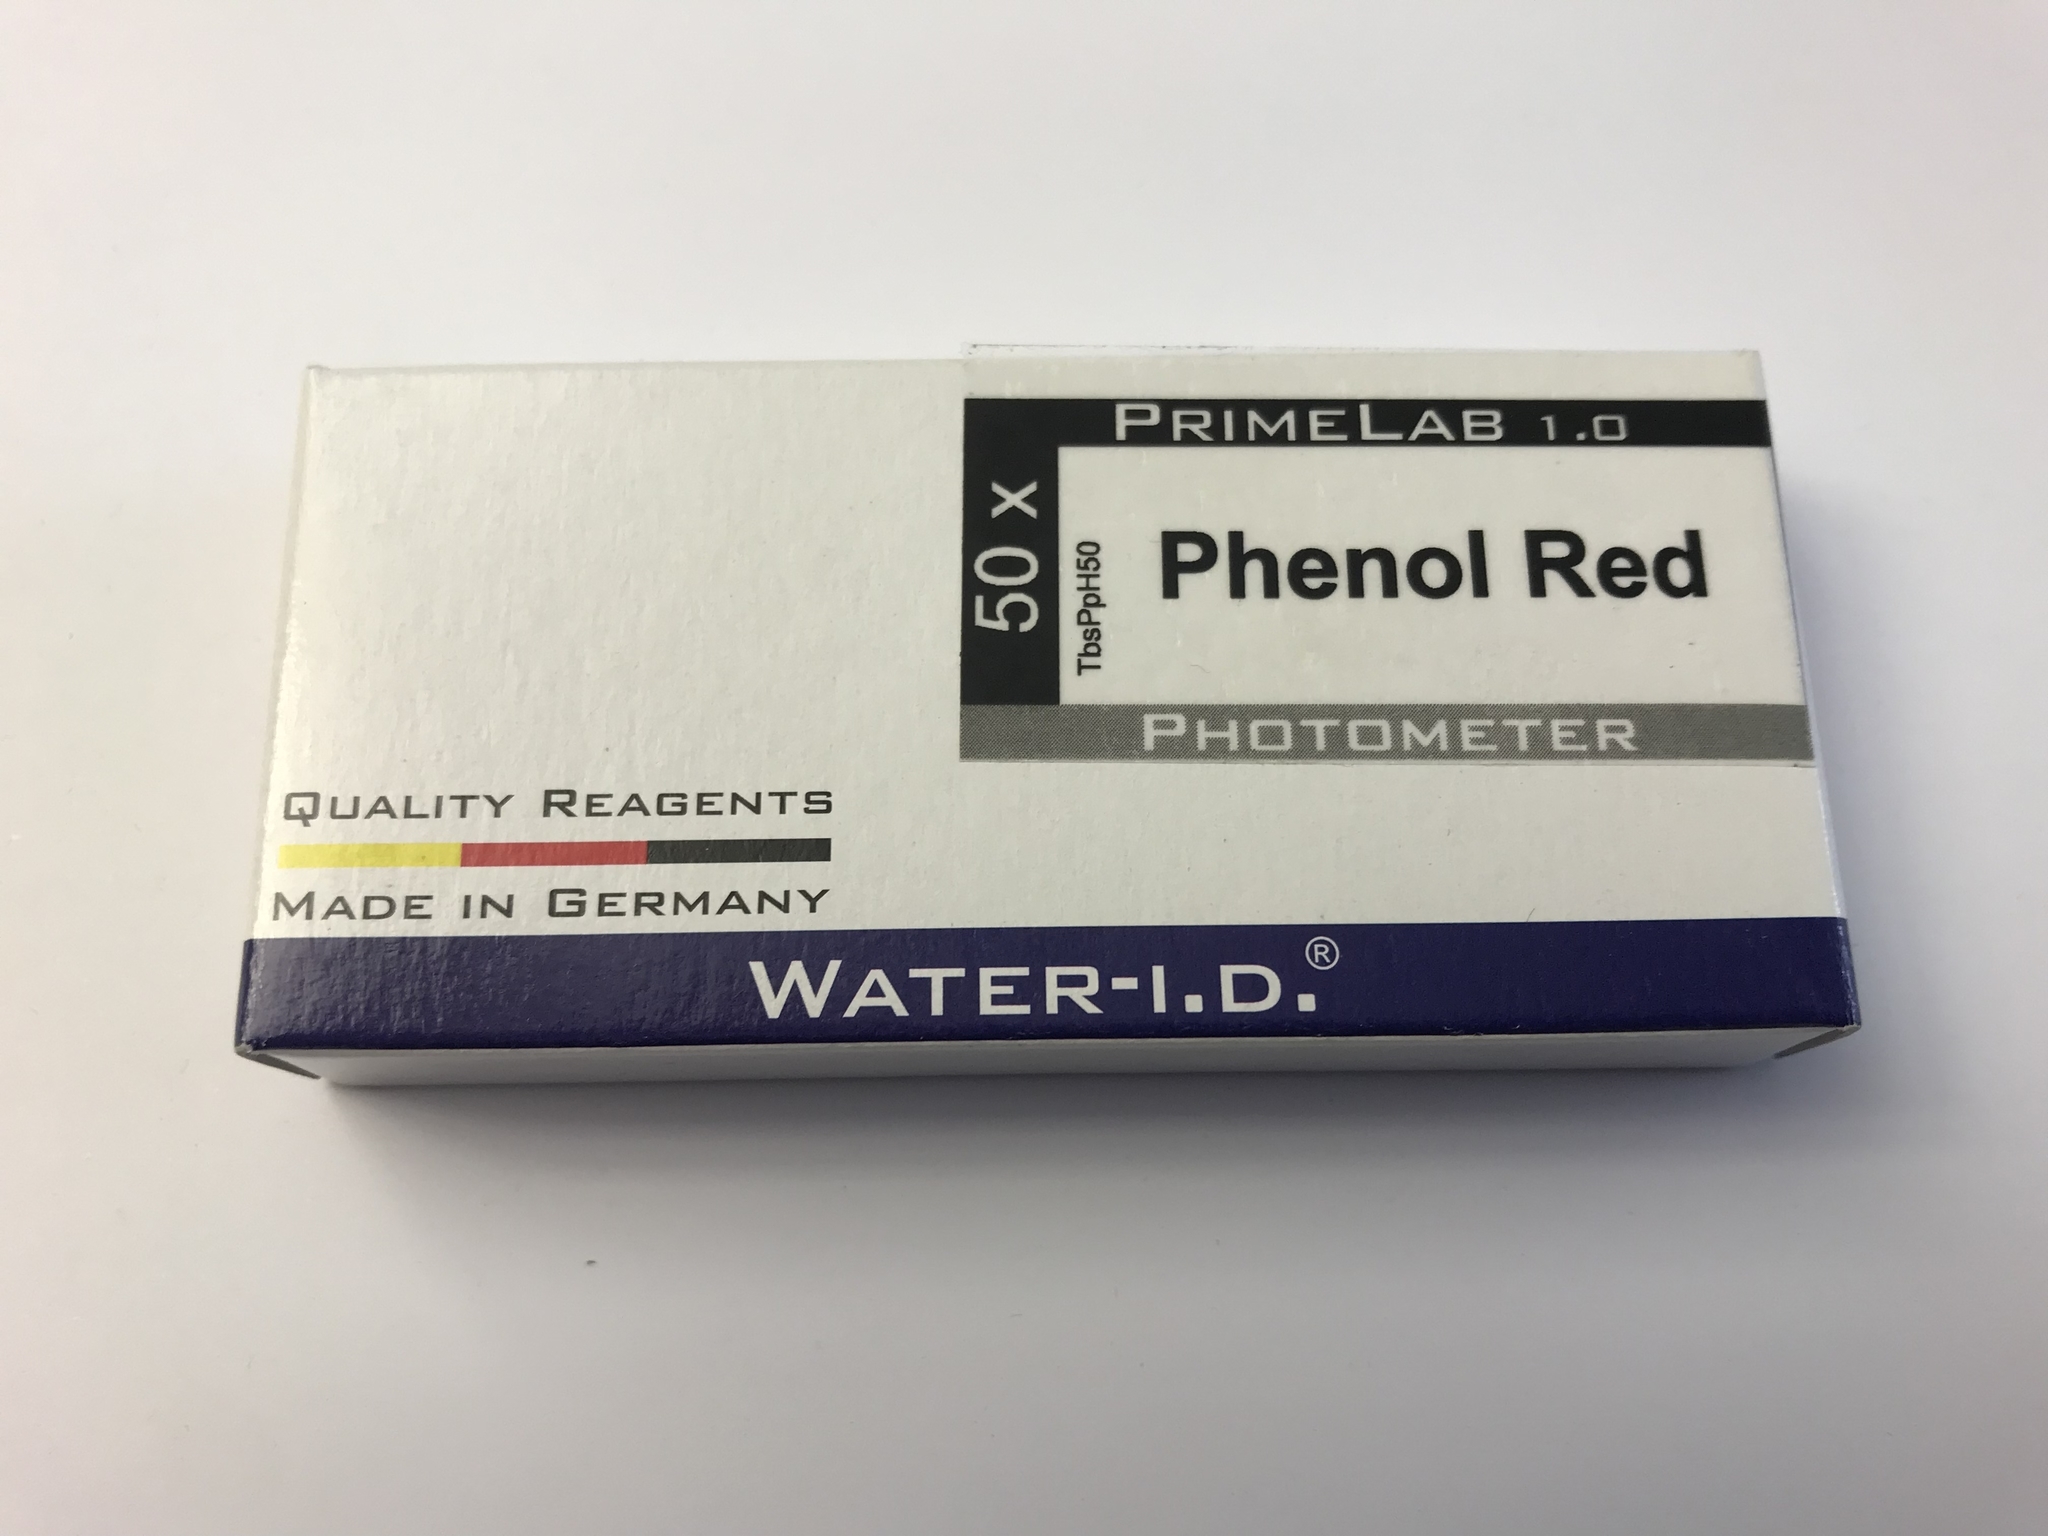 PRIMELAB 1.0
50 x
TbsPpH50
Phenol Red
PHOTOMETER
QUALITY REAGENTS
MADE IN GERMANY
WATER-I.D.®